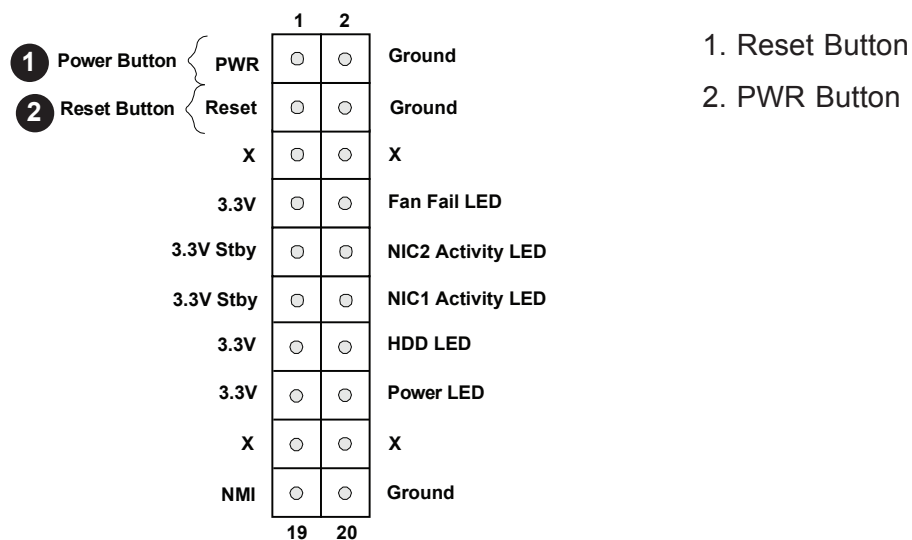 1 2
1 Power Button PWR Ground
2 Reset Button Reset Ground
X X
3.3V Fan Fail LED
3.3V Stby NIC2 Activity LED
3.3V Stby NIC1 Activity LED
3.3V HDD LED
3.3V Power LED
X X
NMI Ground
19 20
1. Reset Button
2. PWR Button